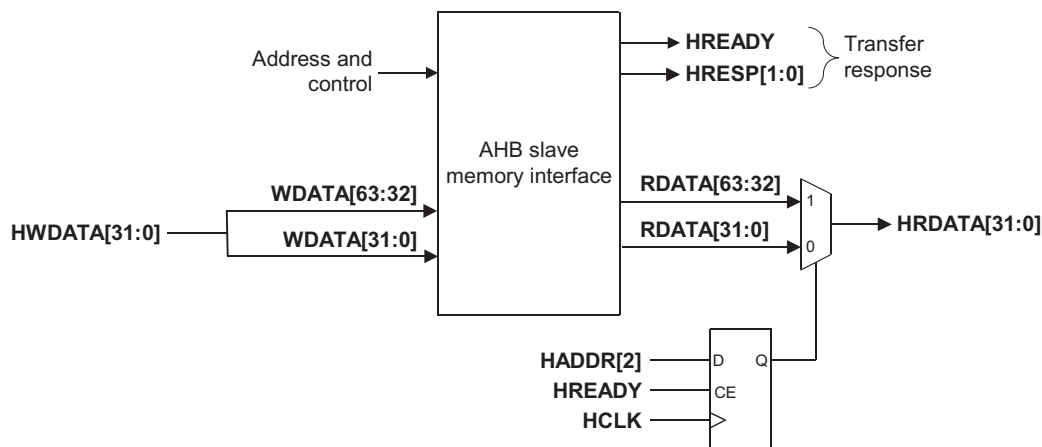 Address and
control
HREADY
HRESP[1:0]
Transfer
response
AHB slave
memory interface
WDATA[63:32]
HWDATA[31:0]
WDATA[31:0]
RDATA[63:32]
1
HRDATA[31:0]
RDATA[31:0]
0
HADDR[2]
D
Q
HREADY
CE
HCLK